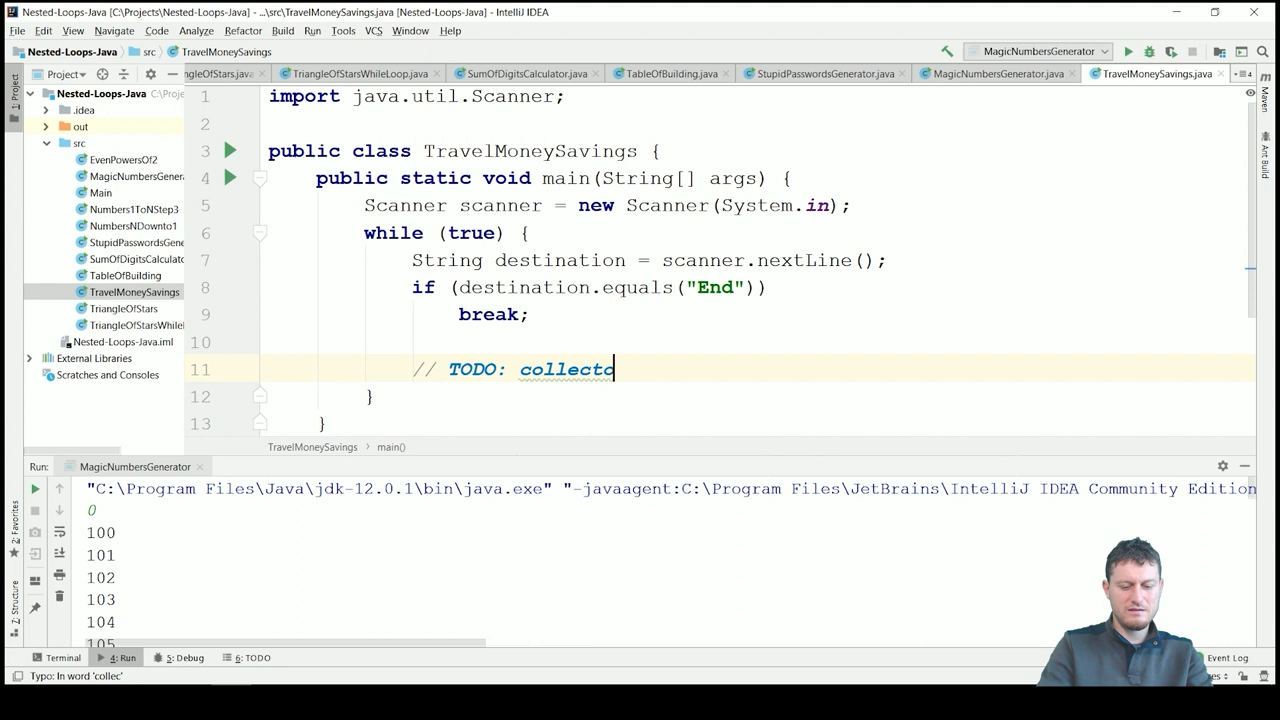 Nested-Loops-Java [C:\Projects\Nested-Loops-Java] - ...\src\TravelMoneySavings.java [Nested-Loops-Java] - IntelliJ IDEA
File Edit View Navigate Code Analyze Refactor Build Run Tools VCS Window Help
Nested-Loops-Java src TravelMoneySavings MagicNumbersGenerator
Project ngleOfStars.java TriangleOfStarsWhileLoop.java SumOfDigitsCalculator.java TableOfBuilding.java StupidPasswordsGenerator.java MagicNumbersGenerator.java TravelMoneySavings.java
1: Project
Maven
Ant Build
Nested-Loops-Java C:\Proje
.idea
out
src
EvenPowersOf2
MagicNumbersGenera
Main
Numbers1ToNStep3
NumbersNDownto1
StupidPasswordsGene
SumOfDigitsCalculato
TableOfBuilding
TravelMoneySavings
TriangleOfStars
TriangleOfStarsWhileL
Nested-Loops-Java.iml
External Libraries
Scratches and Consoles
1 import java.util.Scanner;
2
3 public class TravelMoneySavings {
4 public static void main(String[] args) {
5 Scanner scanner = new Scanner(System.in);
6 while (true) {
7 String destination = scanner.nextLine();
8 if (destination.equals("End"))
9 break;
10
11 // TODO: collecto
12 }
13 }
TravelMoneySavings › main()
Run: MagicNumbersGenerator
2: Favorites
Z: Structure
"C:\Program Files\Java\jdk-12.0.1\bin\java.exe" "-javaagent:C:\Program Files\JetBrains\IntelliJ IDEA Community Edition
0
100
101
102
103
104
105
Terminal 4: Run 5: Debug 6: TODO Event Log
Typo: In word 'collec'